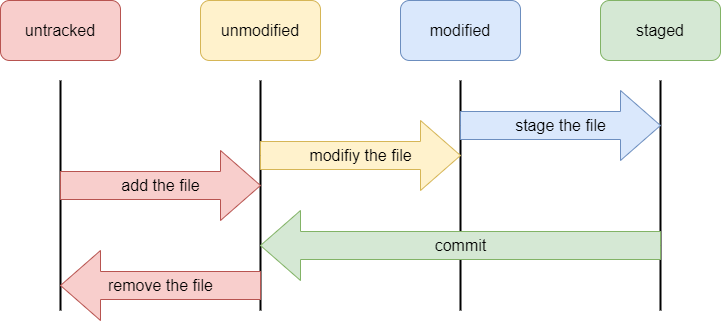 untracked
unmodified
modified
staged
stage the file
modifiy the file
add the file
commit
remove the file